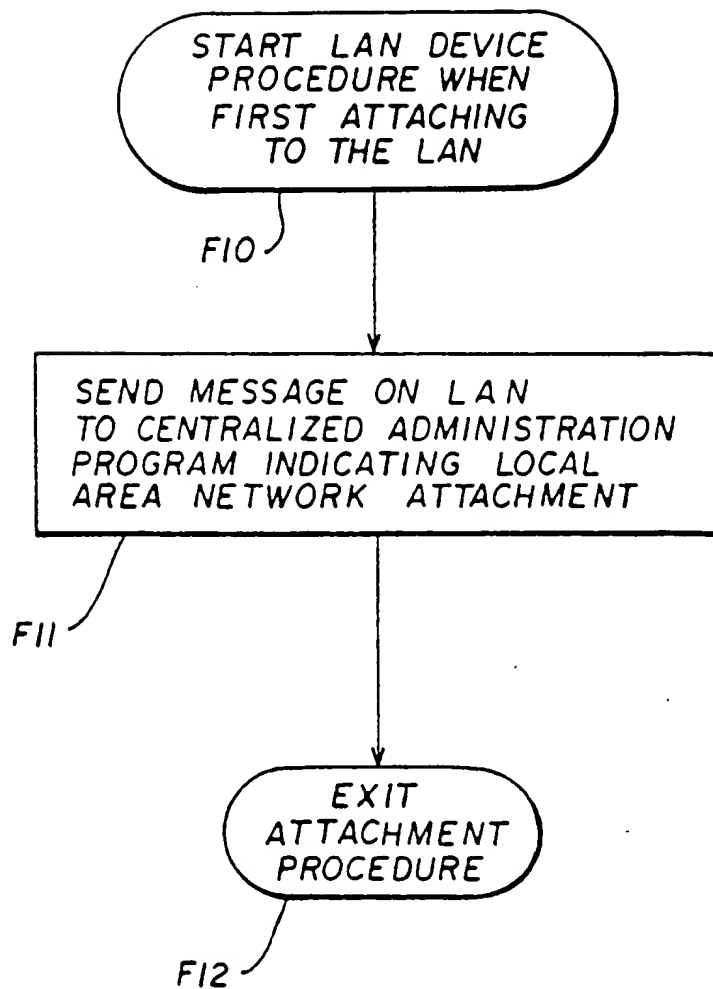 START LAN DEVICE
PROCEDURE WHEN
FIRST ATTACHING
TO THE LAN
F10
SEND MESSAGE ON LAN
TO CENTRALIZED ADMINISTRATION
PROGRAM INDICATING LOCAL
AREA NETWORK ATTACHMENT
F11
EXIT
ATTACHMENT
PROCEDURE
F12